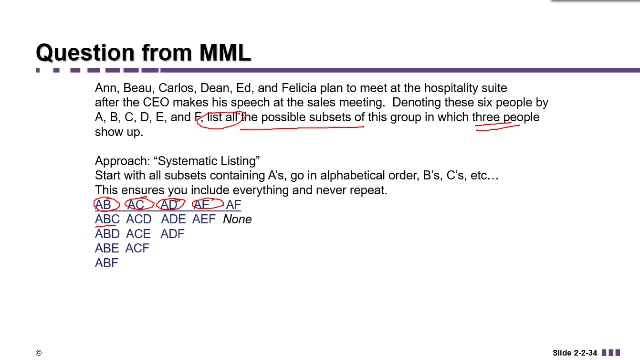 Question from MML
Ann, Beau, Carlos, Dean, Ed, and Felicia plan to meet at the hospitality suite
after the CEO makes his speech at the sales meeting. Denoting these six people by
A, B, C, D, E, and F, list all the possible subsets of this group in which three people
show up.
Approach: “Systematic Listing”
Start with all subsets containing A’s, go in alphabetical order, B’s, C’s, etc…
This ensures you include everything and never repeat.
AB AC AD AE AF
ABC ACD ADE AEF None
ABD ACE ADF
ABE ACF
ABF
© Slide 2-2-34